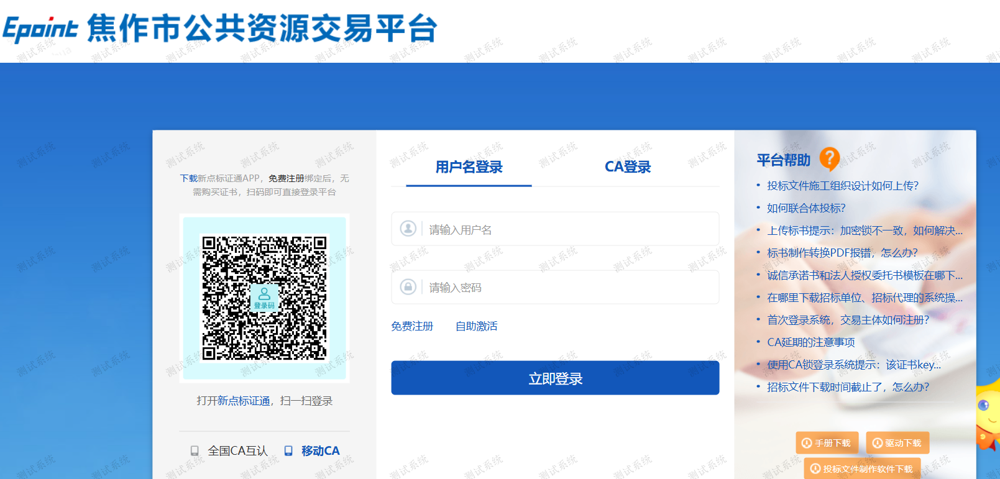 Epoint 焦作市公共资源交易平台
测试系统
下载新点标证通APP，免费注册绑定后，无
需购买证书，扫码即可直接登录平台
登录码
打开新点标证通，扫一扫登录
全国CA互认 移动CA
用户名登录 CA登录
请输入用户名
请输入密码
免费注册 自助激活
立即登录
平台帮助
投标文件施工组织设计如何上传？
如何联合体投标？
上传标书提示：加密锁不一致，如何解决...
标书制作转换PDF报错，怎么办？
诚信承诺书和法人授权委托书模板在哪下...
在哪里下载招标单位、招标代理的系统操...
首次登录系统，交易主体如何注册？
CA延期的注意事项
使用CA锁登录系统提示：该证书key...
招标文件下载时间截止了，怎么办？
手册下载 驱动下载
投标文件制作软件下载